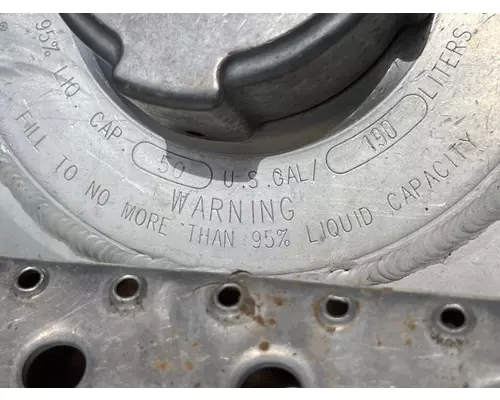 95% LIQ. CAP. 50 U.S. GAL/ 190 LITERS.
WARNING
FILL TO NO MORE THAN 95% LIQUID CAPACITY